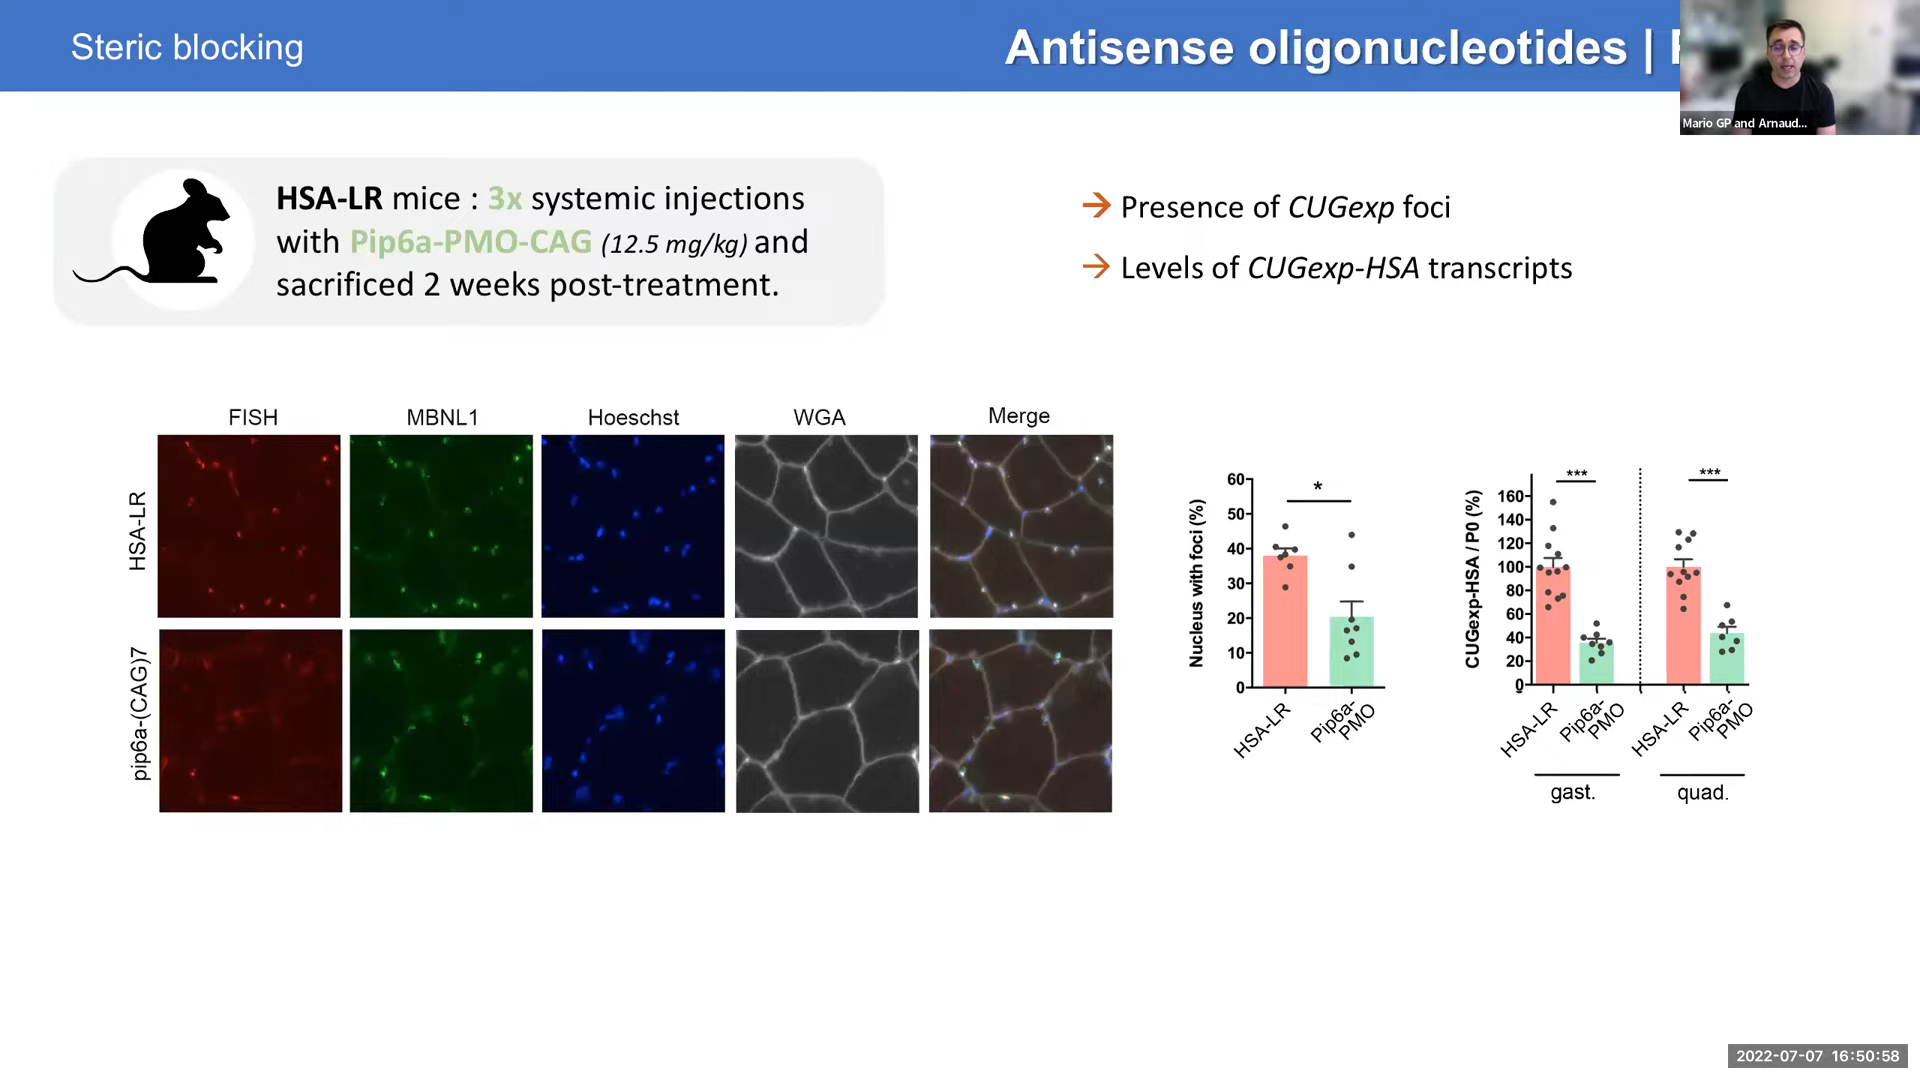 Steric blocking
Antisense oligonucleotides |
Mario GP and Arnaud...
HSA-LR mice : 3x systemic injections
with Pip6a-PMO-CAG (12.5 mg/kg) and
sacrificed 2 weeks post-treatment.
→ Presence of CUGexp foci
→ Levels of CUGexp-HSA transcripts
FISH MBNL1 Hoeschst WGA Merge
HSA-LR
pip6a-(CAG)7
Nucleus with foci (%)
60
50
40
30
20
10
0
*
HSA-LR
Pip6a-
PMO
CUGexp-HSA / P0 (%)
160
140
120
100
80
60
40
20
0
*** ***
HSA-LR
Pip6a-
PMO
HSA-LR
Pip6a-
PMO
gast. quad.
2022-07-07 16:50:58